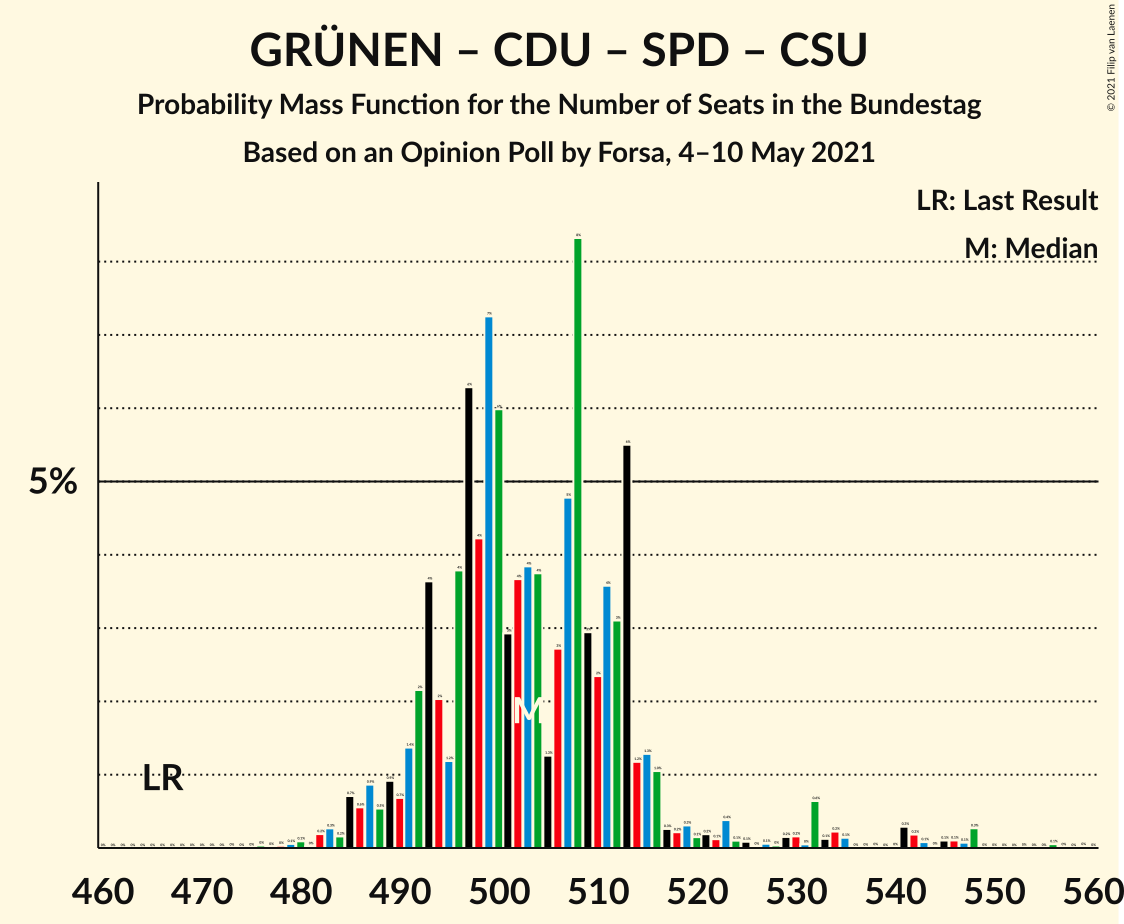 GRÜNEN – CDU – SPD – CSU
Probability Mass Function for the Number of Seats in the Bundestag
Based on an Opinion Poll by Forsa, 4–10 May 2021
© 2021 Filip van Laenen
LR: Last Result
M: Median
5%
LR
M
460 470 480 490 500 510 520 530 540 550 560